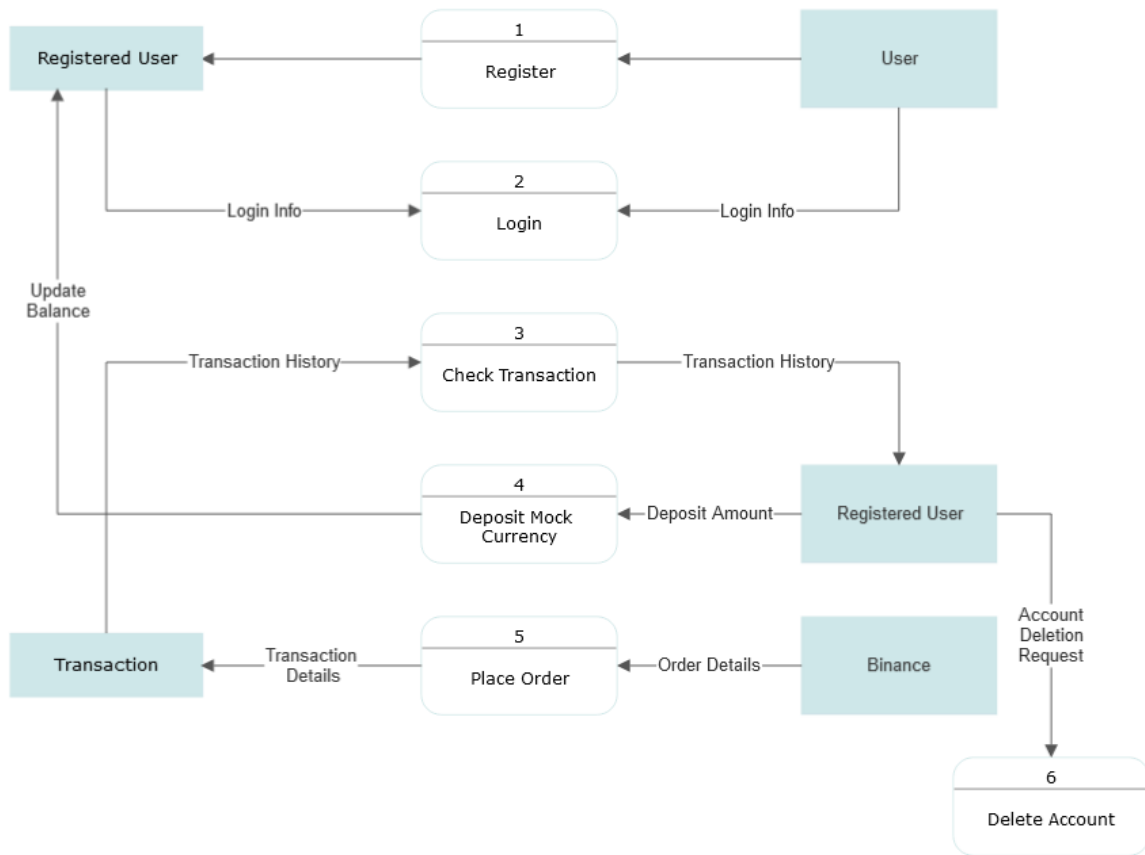 1
Registered User
Register
User
2
Login Info
Login
Login Info
Update
Balance
3
Transaction History
Check Transaction
Transaction History
4
Deposit Mock
Currency
Deposit Amount
Registered User
5
Transaction
Transaction
Details
Place Order
Order Details
Binance
Account
Deletion
Request
6
Delete Account